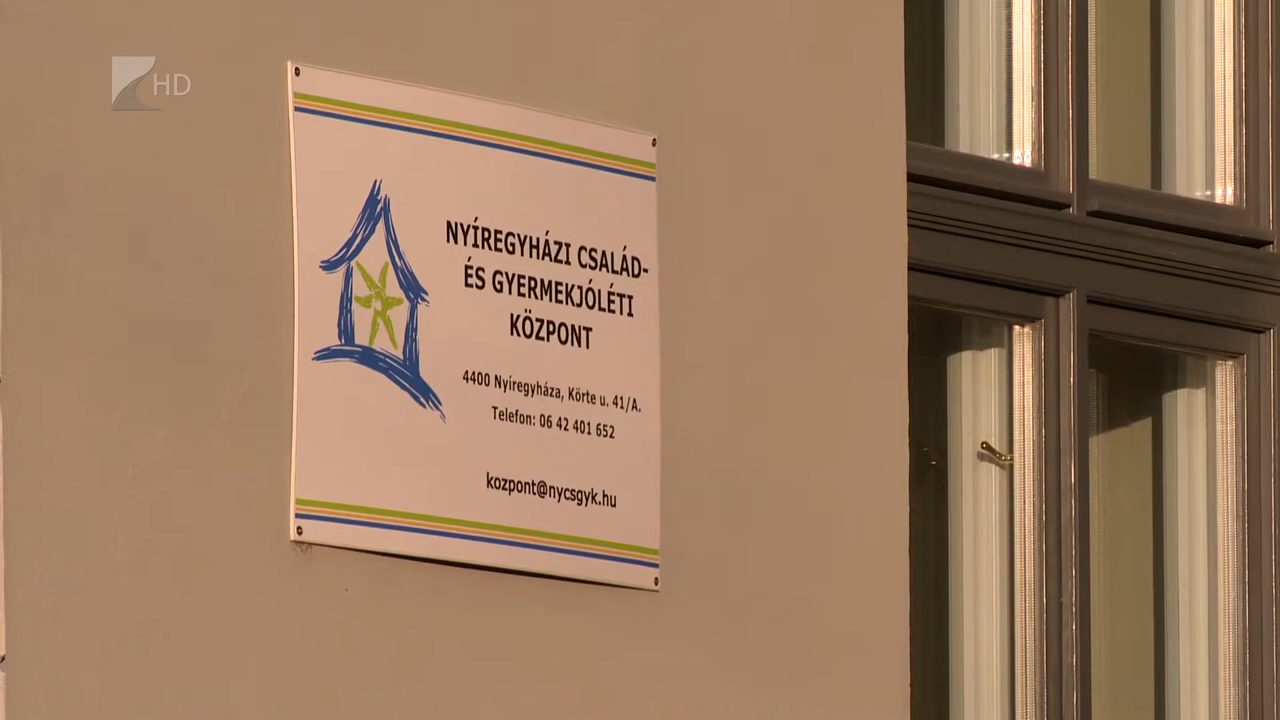 HD
NYÍREGYHÁZI CSALÁD-
ÉS GYERMEKJÓLÉTI
KÖZPONT
4400 Nyíregyháza, Körte u. 41/A.
Telefon: 06 42 401 652
kozpont@nycsgyk.hu